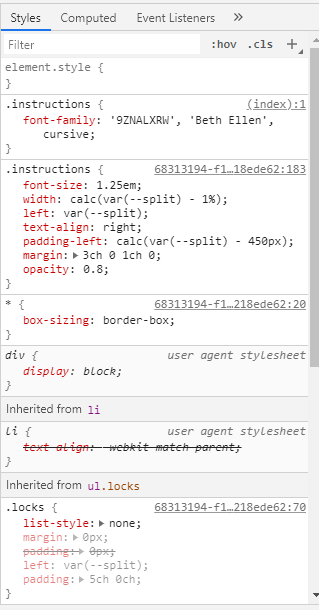 Styles Computed Event Listeners »
Filter :hov .cls +
element.style {
}
.instructions { (index):1
font-family: '9ZNALXRW', 'Beth Ellen',
cursive;
}
.instructions { 68313194-f1…18ede62:183
font-size: 1.25em;
width: calc(var(--split) - 1%);
left: var(--split);
text-align: right;
padding-left: calc(var(--split) - 450px);
margin: 3ch 0 1ch 0;
opacity: 0.8;
}
* { 68313194-f1…218ede62:20
box-sizing: border-box;
}
div { user agent stylesheet
display: block;
}
Inherited from li
li { user agent stylesheet
text-align: -webkit-match-parent;
}
Inherited from ul.locks
.locks { 68313194-f1…218ede62:70
list-style: none;
margin: 0px;
padding: 0px;
left: var(--split);
padding: 5ch 0ch;